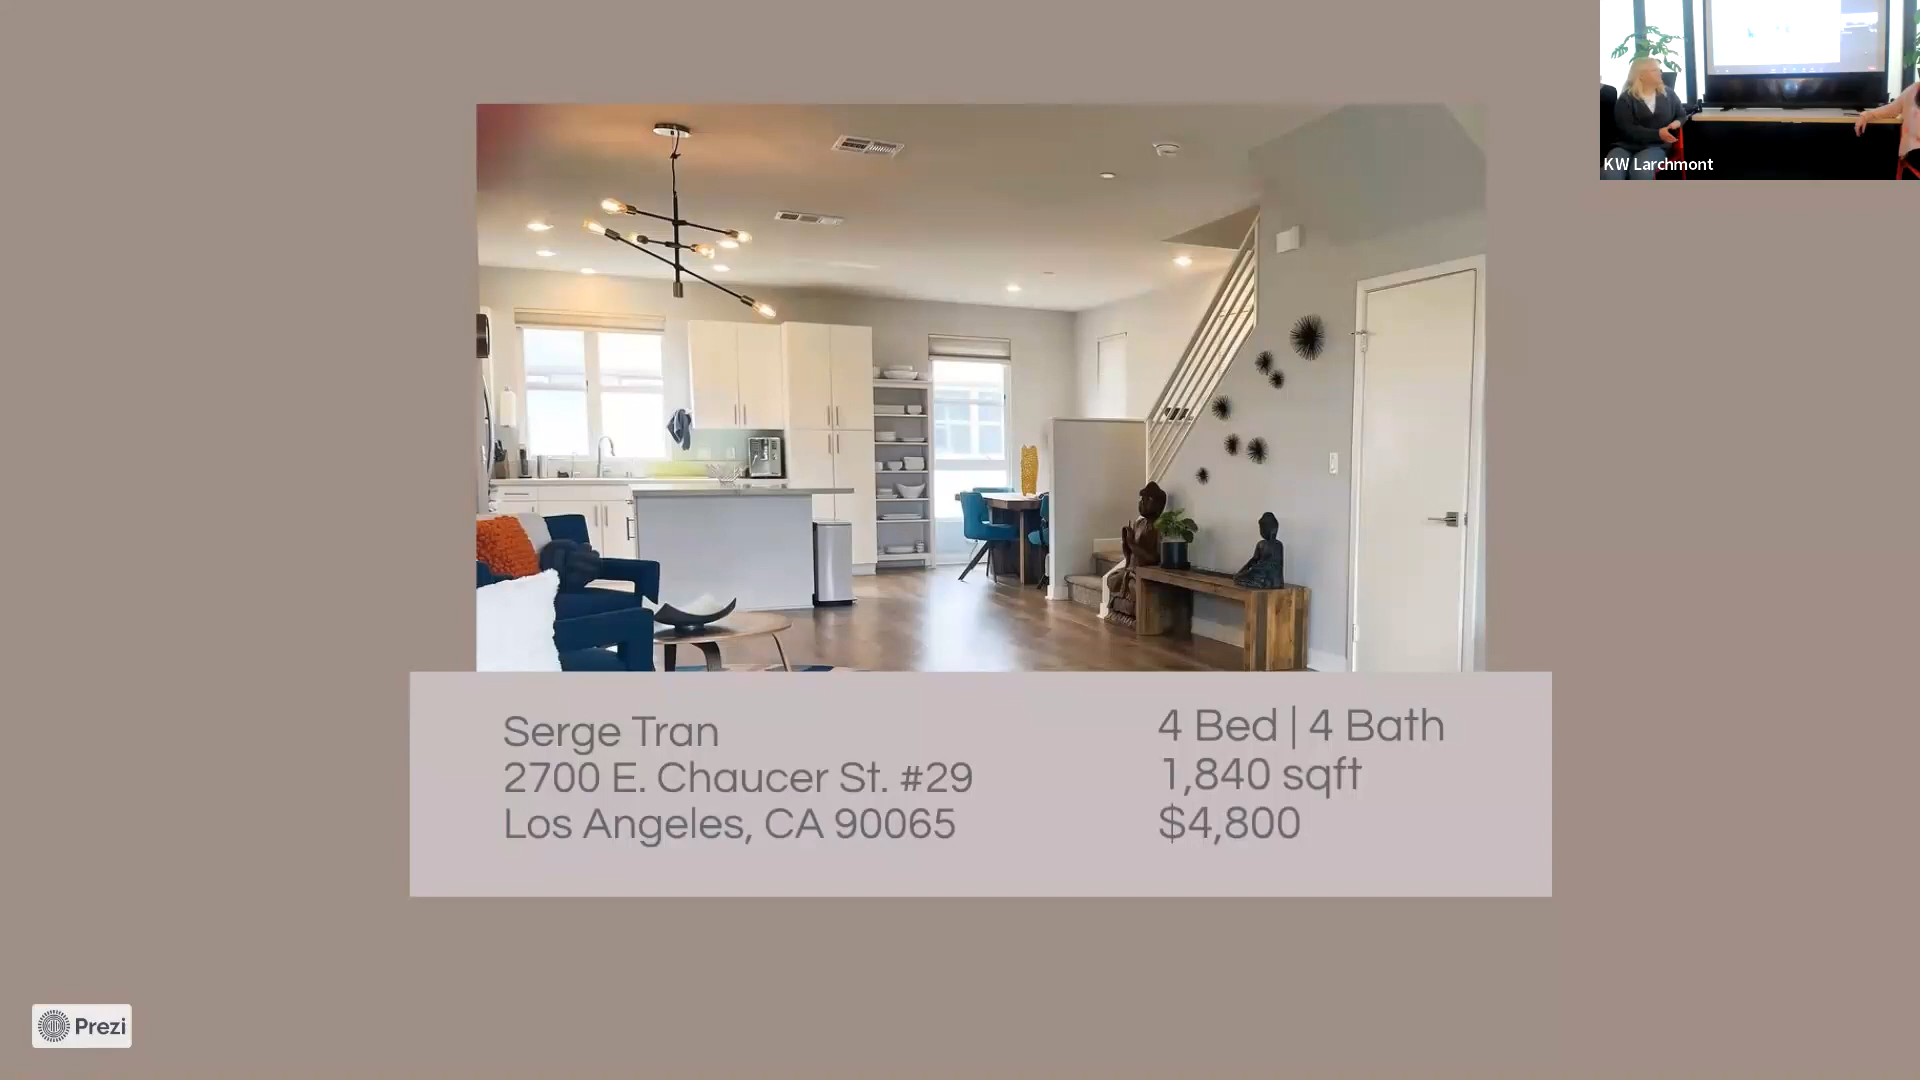 KW Larchmont
Serge Tran
2700 E. Chaucer St. #29
Los Angeles, CA 90065
4 Bed | 4 Bath
1,840 sqft
$4,800
Prezi